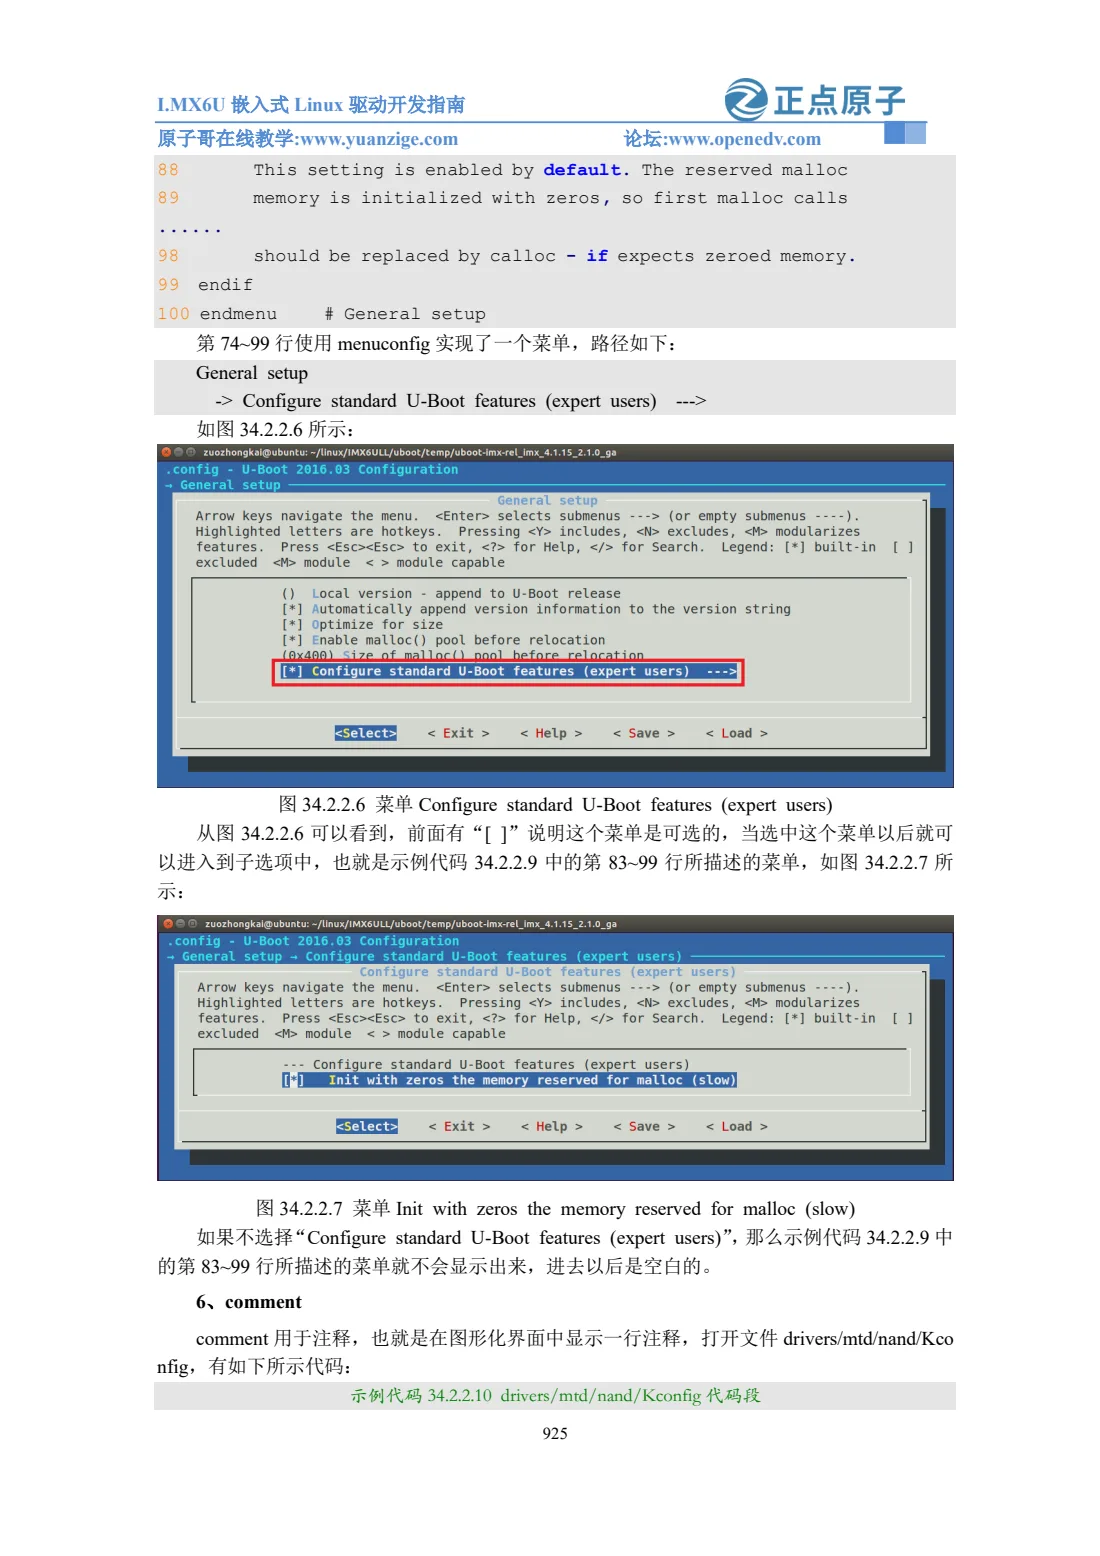 I.MX6U 嵌入式 Linux 驱动开发指南
正点原子
原子哥在线教学:www.yuanzige.com 论坛:www.openedv.com
88 This setting is enabled by default. The reserved malloc
89 memory is initialized with zeros, so first malloc calls
......
98 should be replaced by calloc - if expects zeroed memory.
99 endif
100 endmenu # General setup
第 74~99 行使用 menuconfig 实现了一个菜单，路径如下：
General setup
-> Configure standard U-Boot features (expert users) --->
如图 34.2.2.6 所示：
zuozhongkai@ubuntu: ~/linux/IMX6ULL/uboot/temp/uboot-imx-rel_imx_4.1.15_2.1.0_ga
.config - U-Boot 2016.03 Configuration
→ General setup
General setup
Arrow keys navigate the menu. <Enter> selects submenus ---> (or empty submenus ----).
Highlighted letters are hotkeys. Pressing <Y> includes, <N> excludes, <M> modularizes
features. Press <Esc><Esc> to exit, <?> for Help, </> for Search. Legend: [*] built-in [ ]
excluded <M> module < > module capable
() Local version - append to U-Boot release
[*] Automatically append version information to the version string
[*] Optimize for size
[*] Enable malloc() pool before relocation
(0x400) Size of malloc() pool before relocation
[*] Configure standard U-Boot features (expert users) --->
<Select> < Exit > < Help > < Save > < Load >
图 34.2.2.6 菜单 Configure standard U-Boot features (expert users)
从图 34.2.2.6 可以看到，前面有“[ ]”说明这个菜单是可选的，当选中这个菜单以后就可
以进入到子选项中，也就是示例代码 34.2.2.9 中的第 83~99 行所描述的菜单，如图 34.2.2.7 所
示：
zuozhongkai@ubuntu: ~/linux/IMX6ULL/uboot/temp/uboot-imx-rel_imx_4.1.15_2.1.0_ga
.config - U-Boot 2016.03 Configuration
→ General setup → Configure standard U-Boot features (expert users)
Configure standard U-Boot features (expert users)
Arrow keys navigate the menu. <Enter> selects submenus ---> (or empty submenus ----).
Highlighted letters are hotkeys. Pressing <Y> includes, <N> excludes, <M> modularizes
features. Press <Esc><Esc> to exit, <?> for Help, </> for Search. Legend: [*] built-in [ ]
excluded <M> module < > module capable
--- Configure standard U-Boot features (expert users)
[*] Init with zeros the memory reserved for malloc (slow)
<Select> < Exit > < Help > < Save > < Load >
图 34.2.2.7 菜单 Init with zeros the memory reserved for malloc (slow)
如果不选择“Configure standard U-Boot features (expert users)”，那么示例代码 34.2.2.9 中
的第 83~99 行所描述的菜单就不会显示出来，进去以后是空白的。
6、comment
comment 用于注释，也就是在图形化界面中显示一行注释，打开文件 drivers/mtd/nand/Kco
nfig，有如下所示代码：
示例代码 34.2.2.10 drivers/mtd/nand/Kconfig 代码段
925